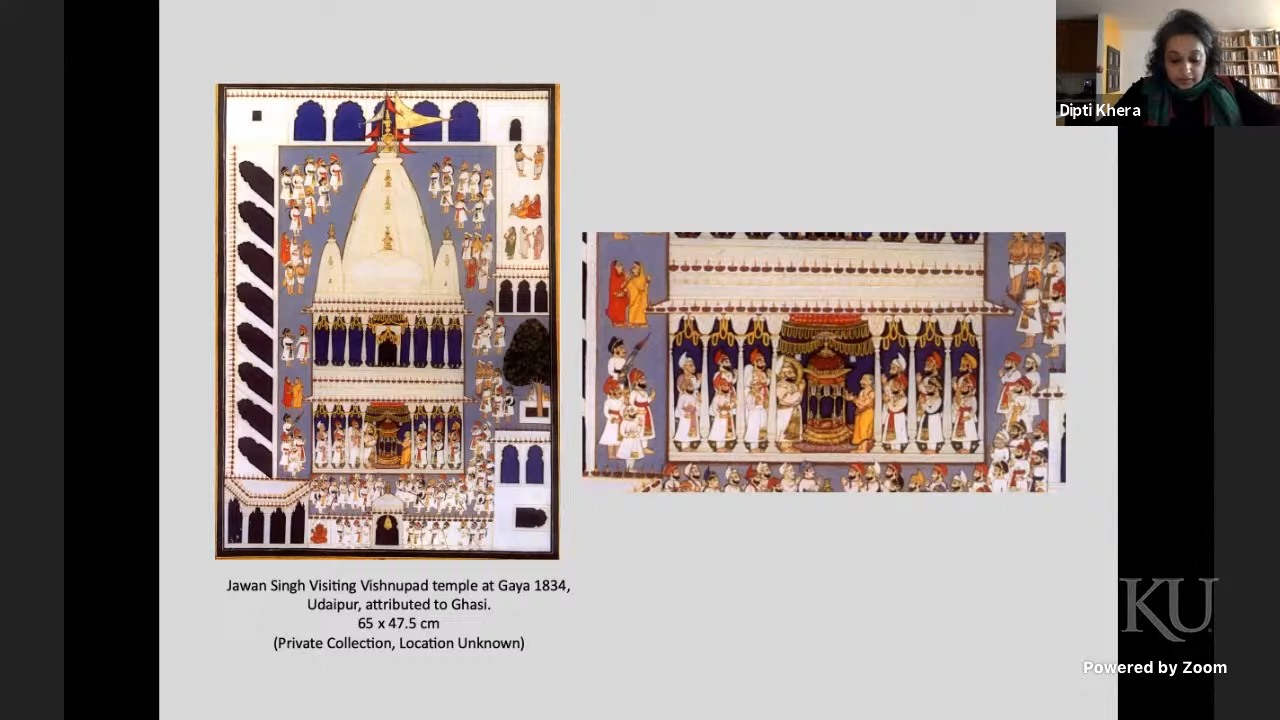 Dipti Khera
Jawan Singh Visiting Vishnupad temple at Gaya 1834,
Udaipur, attributed to Ghasi.
65 x 47.5 cm
(Private Collection, Location Unknown)
KU
Powered by Zoom